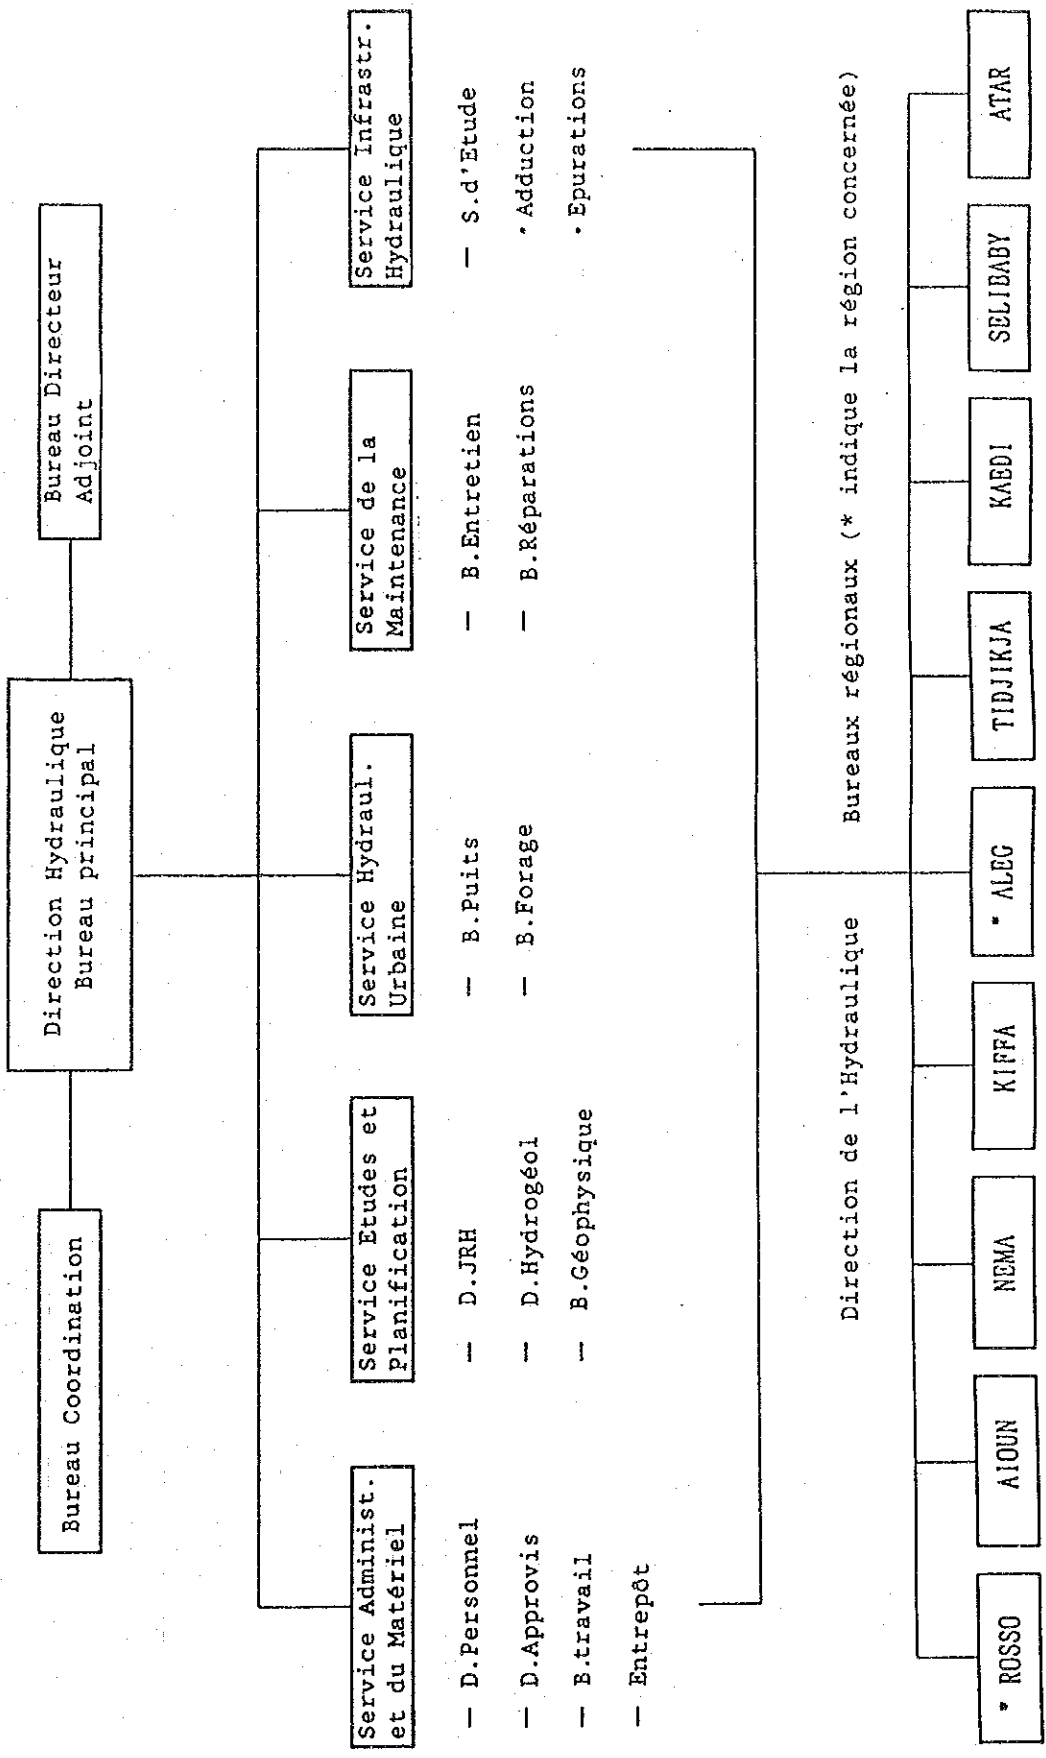 Direction Hydraulique
Bureau principal
Bureau Coordination
Bureau Directeur
Adjoint
Service Administ.
et du Matériel
— D.Personnel
— D.Approvis
— B.travail
— Entrepôt
Service Etudes et
Planification
— D.JRH
— D.Hydrogéol
— B.Géophysique
Service Hydraul.
Urbaine
— B.Puits
— B.Forage
Service de la
Maintenance
— B.Entretien
— B.Réparations
Service Infrastr.
Hydraulique
— S.d'Etude
·Adduction
·Epurations
Direction de l'Hydraulique Bureaux régionaux (* indique la région concernée)
* ROSSO
AIOUN
NEMA
KIFFA
* ALEG
TIDJIKJA
KAEDI
SELIBABY
ATAR